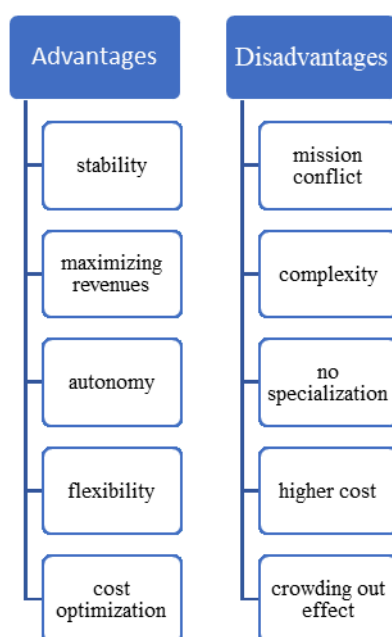 Advantages
stability
maximizing
revenues
autonomy
flexibility
cost
optimization
Disadvantages
mission
conflict
complexity
no
specialization
higher cost
crowding out
effect